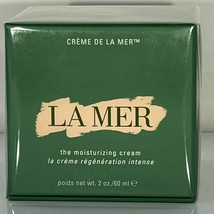 CRÈME DE LA MER™
LA MER
the moisturizing cream
la crème régénération intense
poids net wt. 2 oz./60 ml ℮